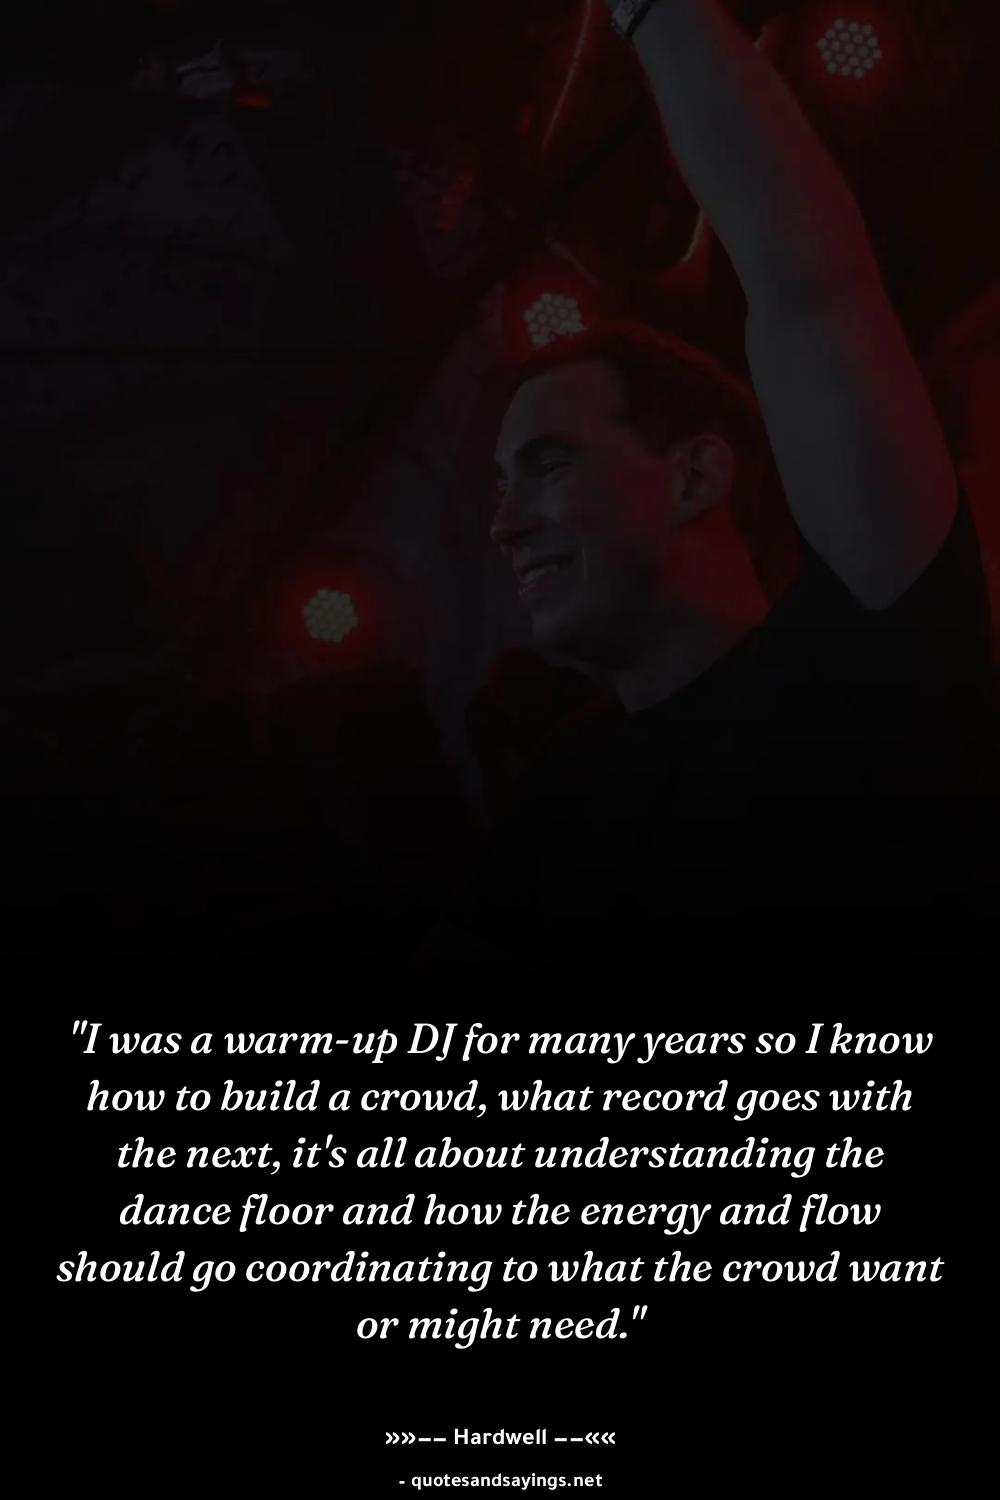 "I was a warm-up DJ for many years so I know
how to build a crowd, what record goes with
the next, it's all about understanding the
dance floor and how the energy and flow
should go coordinating to what the crowd want
or might need."
»»−− Hardwell −−««
- quotesandsayings.net